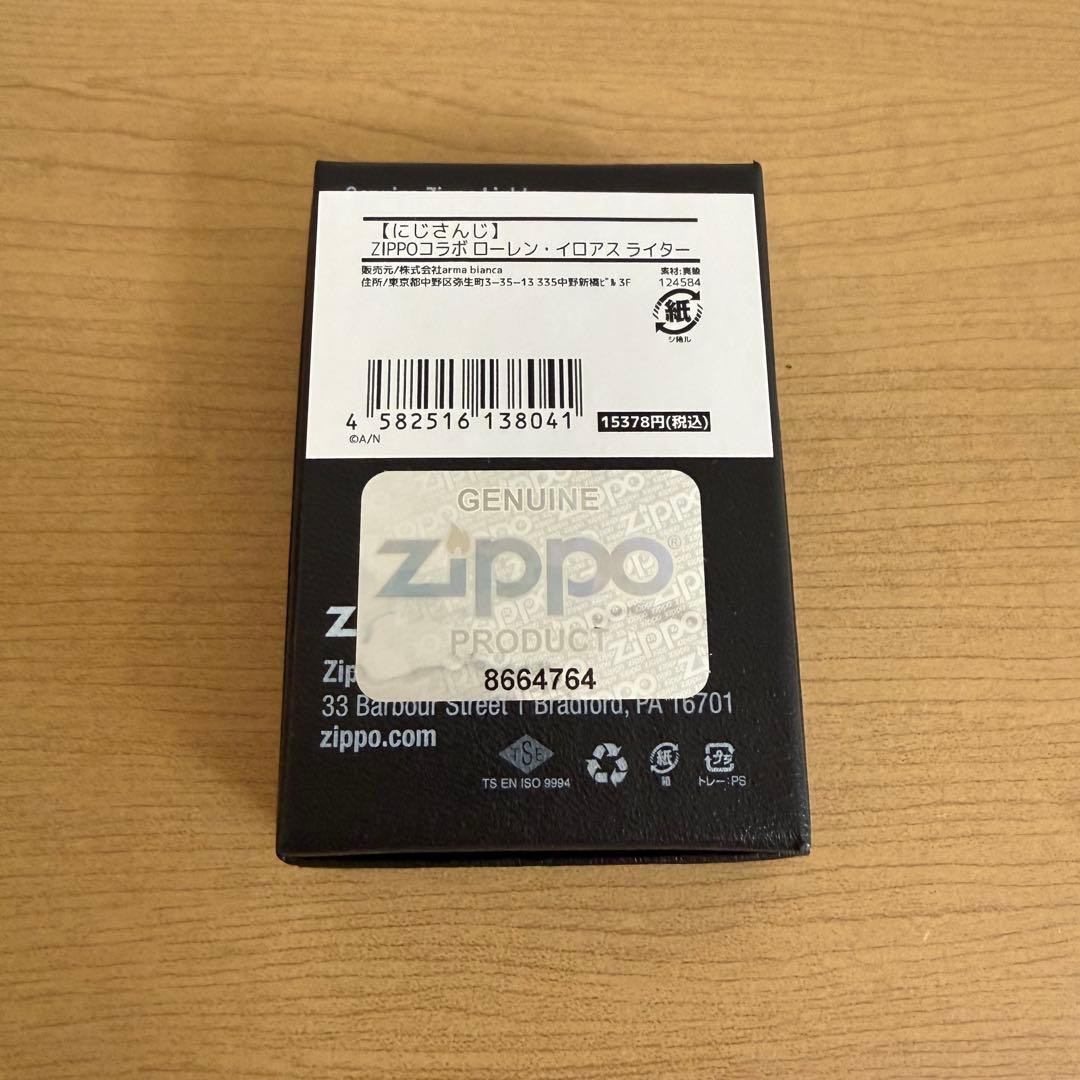 【にじさんじ】
ZIPPOコラボ ローレン・イロアス ライター
販売元/株式会社arma bianca
素材:真鍮
住所/東京都中野区弥生町3-35-13 335中野新橋ﾋﾞﾙ 3F
124584
紙
4 582516 138041
15378円(税込)
©A/N
GENUINE
zippo®
PRODUCT
8664764
33 Barbour Street | Bradford, PA 16701
zippo.com
TSE
TS EN ISO 9994
紙
箱
プラ
トレー:PS